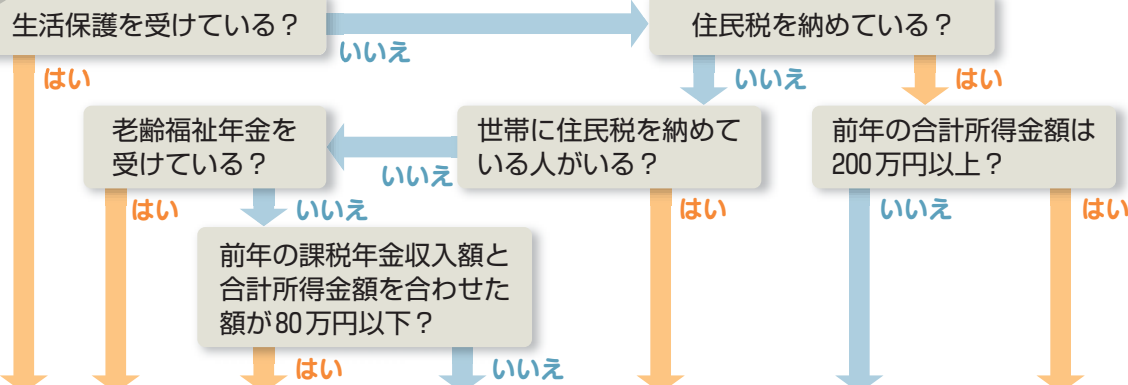 生活保護を受けている？
いいえ
はい
住民税を納めている？
いいえ
はい
老齢福祉年金を
受けている？
いいえ
世帯に住民税を納めて
いる人がいる？
前年の合計所得金額は
200万円以上？
はい
いいえ
はい
いいえ
はい
前年の課税年金収入額と
合計所得金額を合わせた
額が80万円以下？
はい
いいえ